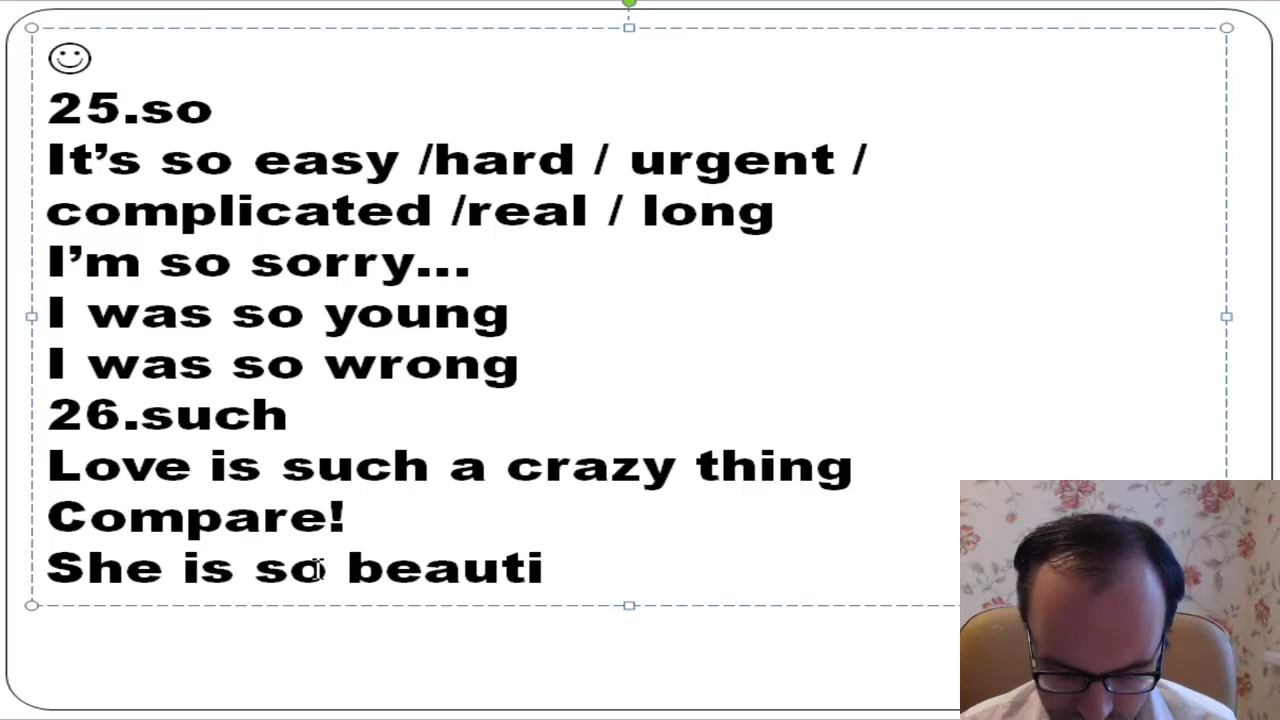 25.so
It’s so easy /hard / urgent /
complicated /real / long
I’m so sorry…
I was so young
I was so wrong
26.such
Love is such a crazy thing
Compare!
She is so beauti